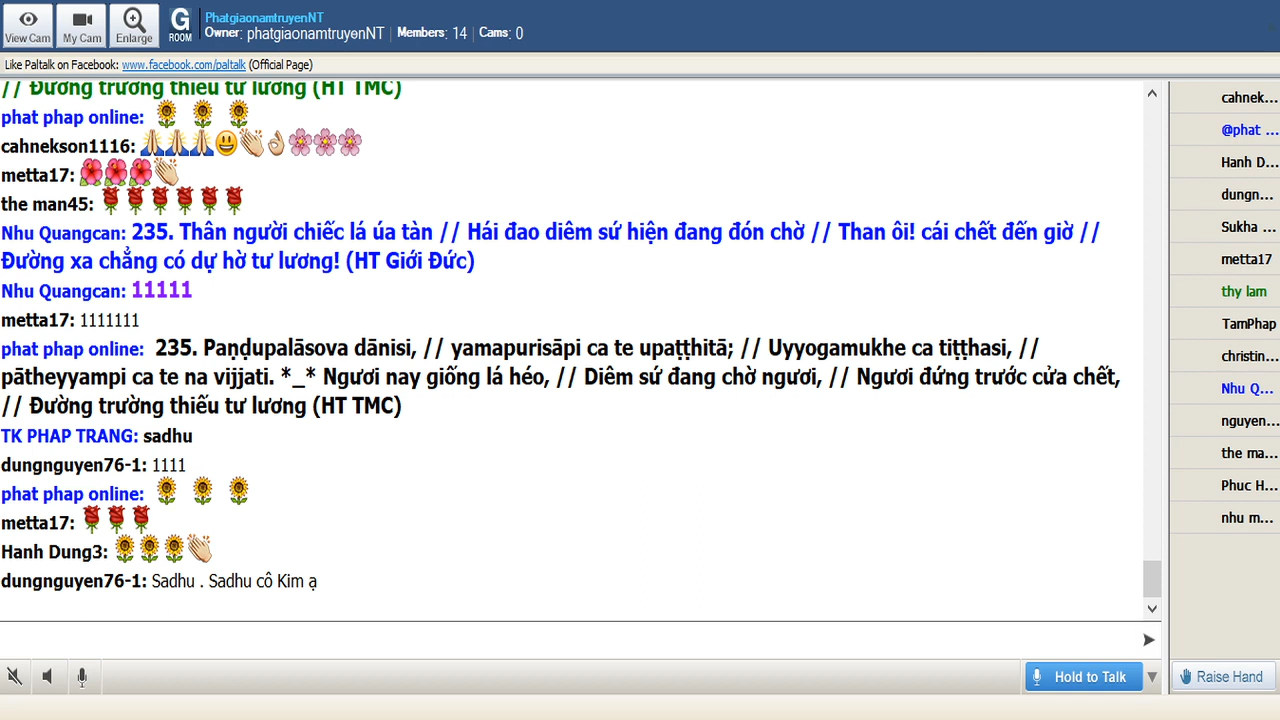 View Cam
My Cam
Enlarge
G
ROOM
PhatgiaonamtruyenNT
Owner: phatgiaonamtruyenNT | Members: 14 | Cams: 0
Like Paltalk on Facebook: www.facebook.com/paltalk (Official Page)
// Đường trường thiếu tư lương (HT TMC)
phat phap online:
cahnekson1116:
metta17:
the man45:
Nhu Quangcan: 235. Thân người chiếc lá úa tàn // Hái đao diêm sứ hiện đang đón chờ // Than ôi! cái chết đến giờ //
Đường xa chẳng có dự hờ tư lương! (HT Giới Đức)
Nhu Quangcan: 11111
metta17: 1111111
phat phap online: 235. Paṇḍupalāsova dānisi, // yamapurisāpi ca te upaṭṭhitā; // Uyyogamukhe ca tiṭṭhasi, //
pātheyyampi ca te na vijjati. *_* Ngươi nay giống lá héo, // Diêm sứ đang chờ ngươi, // Ngươi đứng trước cửa chết,
// Đường trường thiếu tư lương (HT TMC)
TK PHAP TRANG: sadhu
dungnguyen76-1: 1111
phat phap online:
metta17:
Hanh Dung3:
dungnguyen76-1: Sadhu . Sadhu cô Kim ạ
cahnek...
@phat ...
Hanh D...
dungn...
Sukha ...
metta17
thy lam
TamPhap
christin...
Nhu Q...
nguyen...
the ma...
Phuc H...
nhu m...
Hold to Talk
Raise Hand